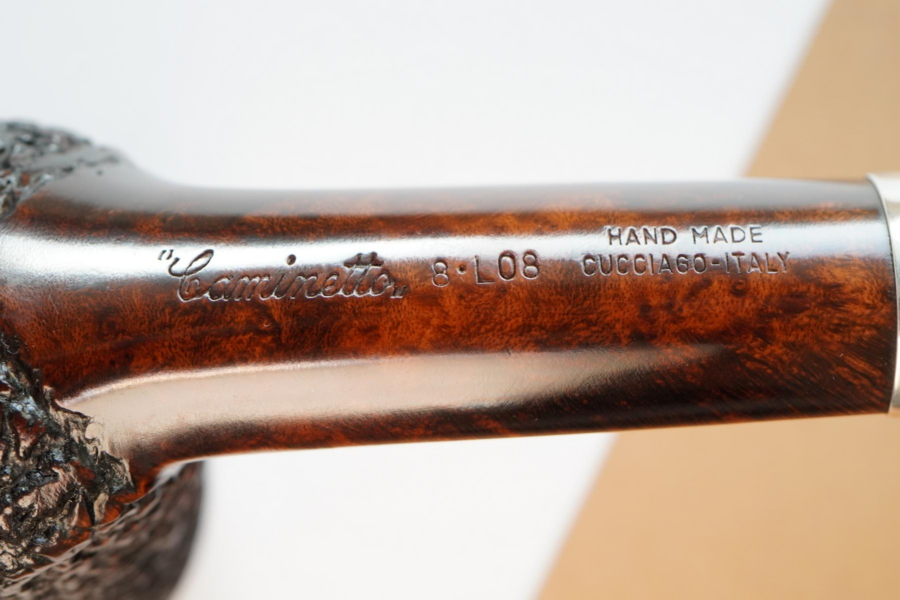 "Caminetto" 8·L08
HAND MADE
CUCCIAGO-ITALY